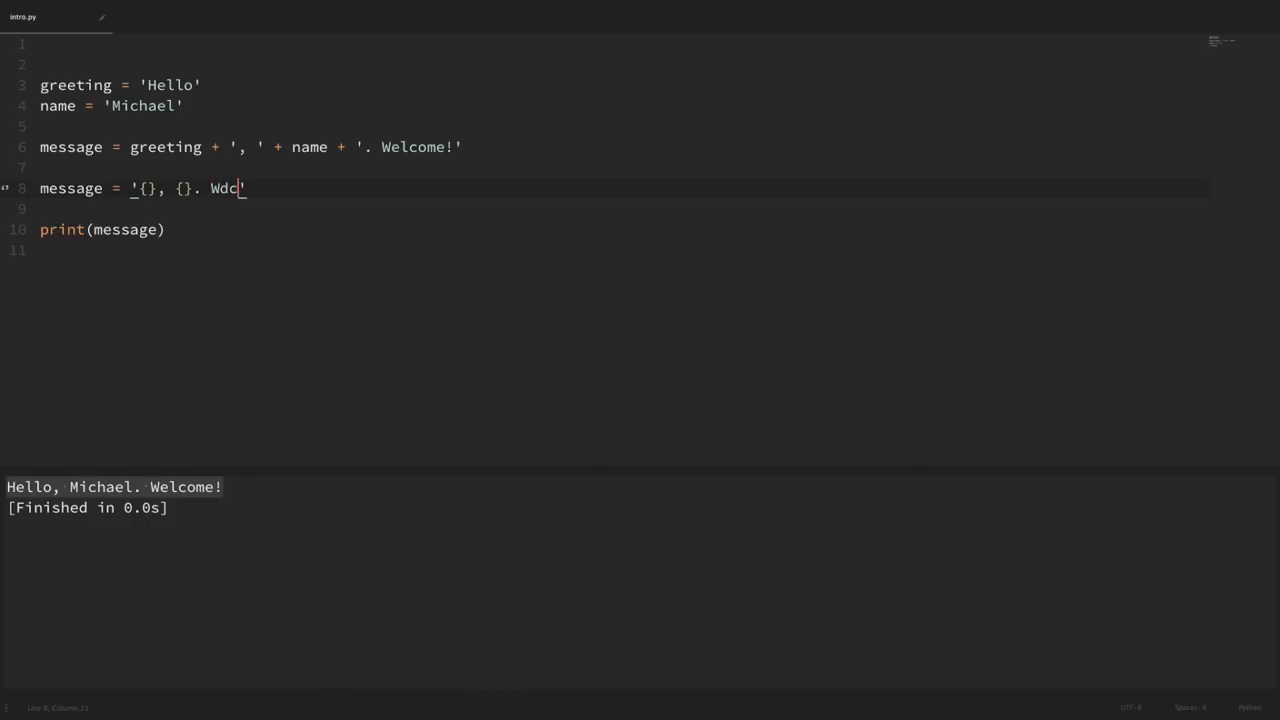 intro.py
1
2
3 greeting = 'Hello'
4 name = 'Michael'
5
6 message = greeting + ', ' + name + '. Welcome!'
7
8 message = '{}, {}. Wdc'
9
10 print(message)
11
Hello, Michael. Welcome!
[Finished in 0.0s]
Line 8, Column 23 UTF-8 Spaces: 4 Python